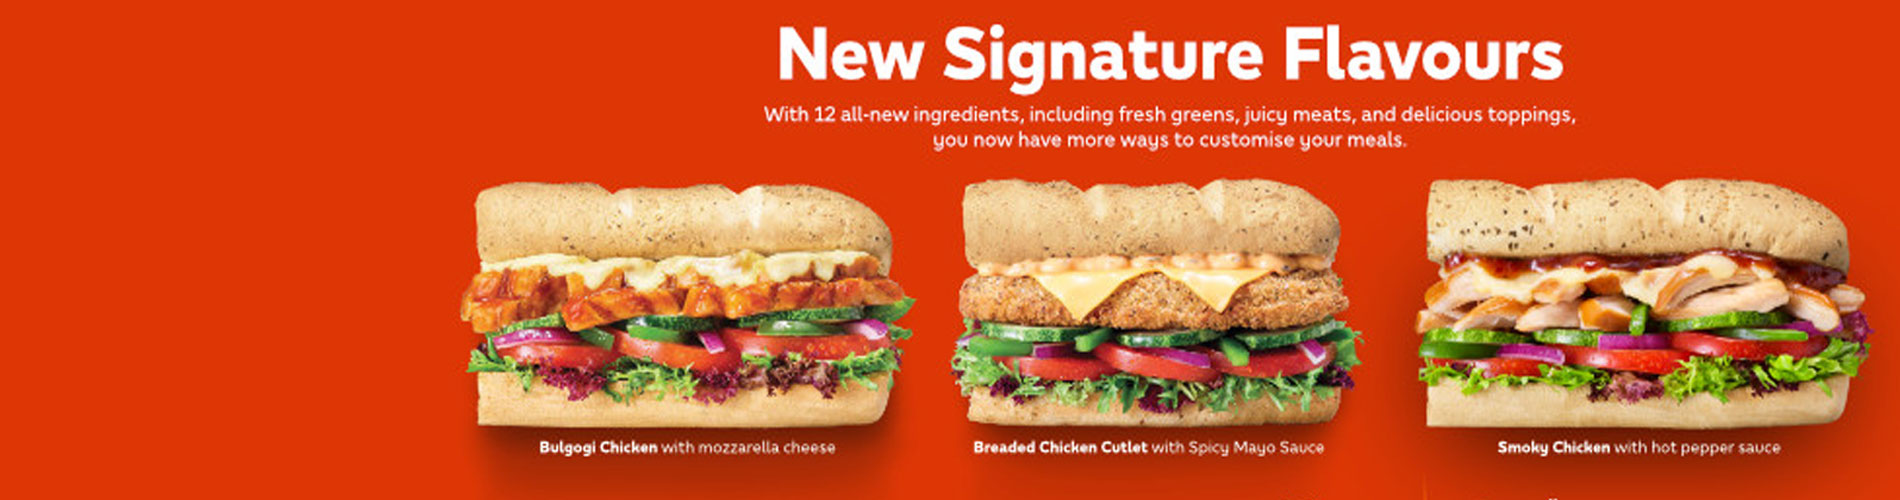 New Signature Flavours
With 12 all-new ingredients, including fresh greens, juicy meats, and delicious toppings,
you now have more ways to customise your meals.
Bulgogi Chicken with mozzarella cheese
Breaded Chicken Cutlet with Spicy Mayo Sauce
Smoky Chicken with hot pepper sauce